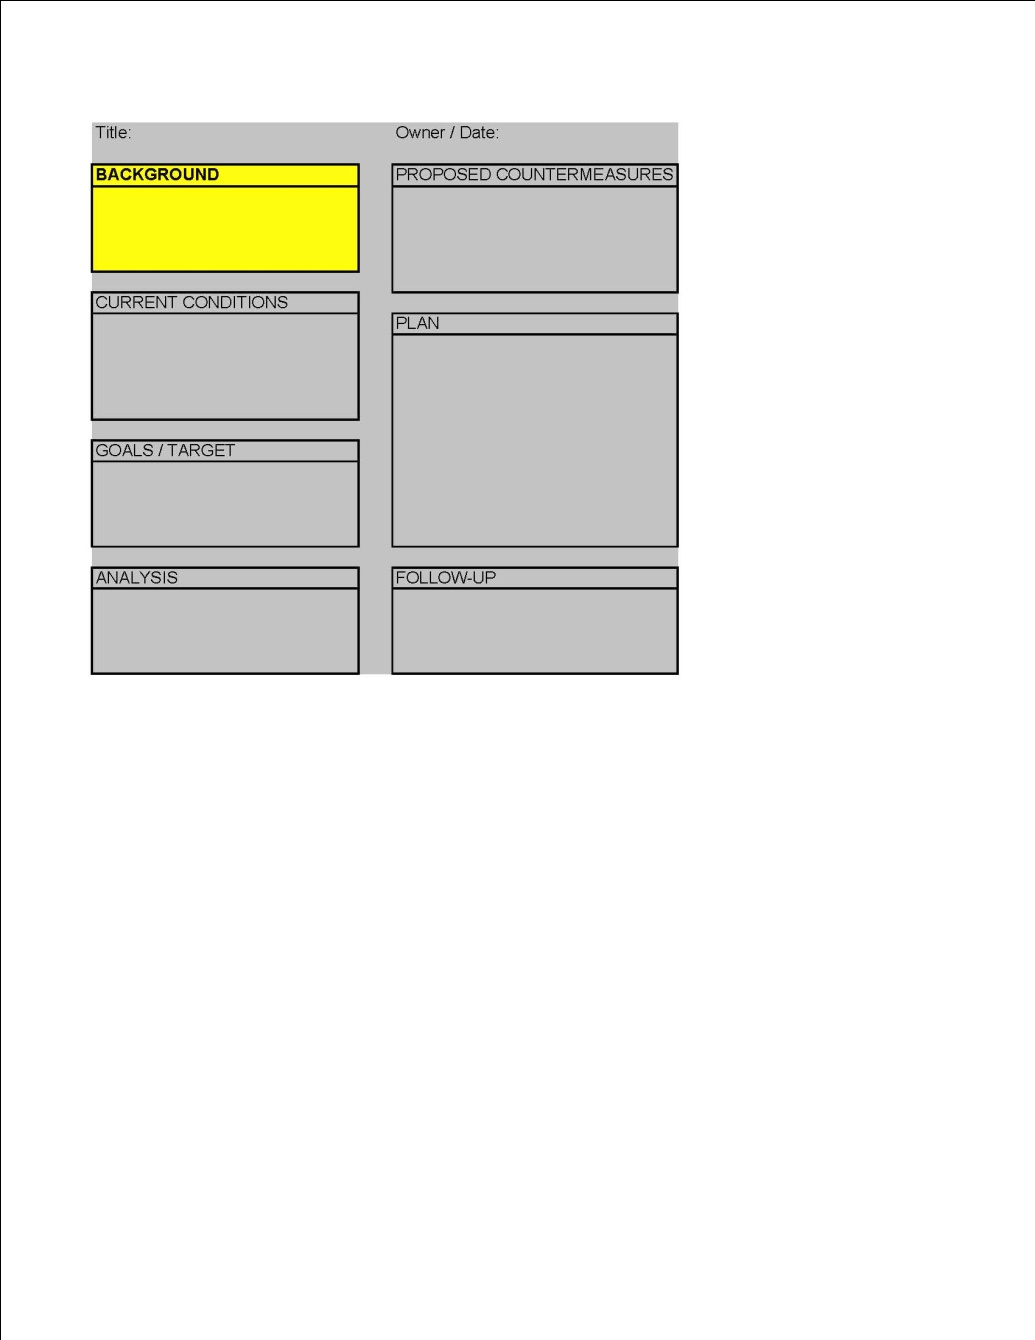 Title:
Owner / Date:
BACKGROUND
CURRENT CONDITIONS
GOALS / TARGET
ANALYSIS
PROPOSED COUNTERMEASURES
PLAN
FOLLOW-UP